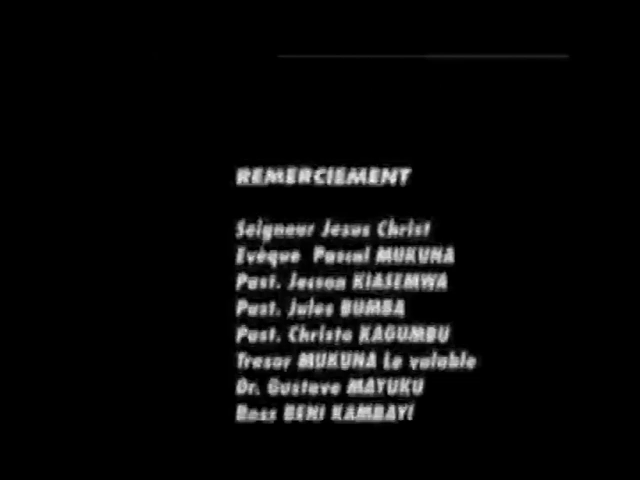 REMERCIEMENT
Seigneur Jesus Christ
Evèque Pascal MUKUNA
Past. Jesson KIASEMWA
Past. Jules BUMBA
Past. Christo KAGUMBU
Tresor MUKUNA Le valable
Dr. Gustave MAYUKU
Boss BENI KAMBAYI